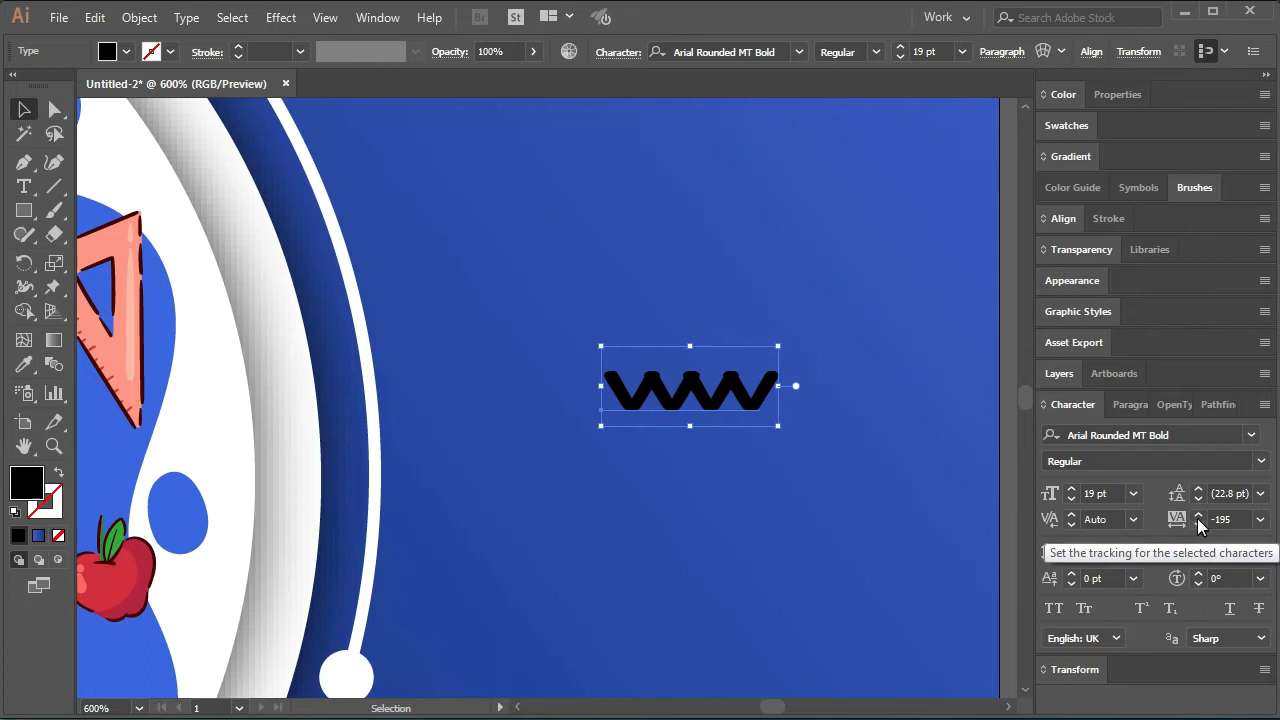 Ai File Edit Object Type Select Effect View Window Help Br St Work Search Adobe Stock
Type Stroke: Opacity: 100% Character: Arial Rounded MT Bold Regular 19 pt Paragraph Align Transform
Untitled-2* @ 600% (RGB/Preview)
Color Properties
Swatches
Gradient
Color Guide Symbols Brushes
Align Stroke
Transparency Libraries
Appearance
Graphic Styles
Asset Export
Layers Artboards
Character Paragra OpenTy Pathfin
Arial Rounded MT Bold
Regular
19 pt (22.8 pt)
Auto -195
Set the tracking for the selected characters
0 pt 0°
English: UK Sharp
Transform
600% 1 Selection